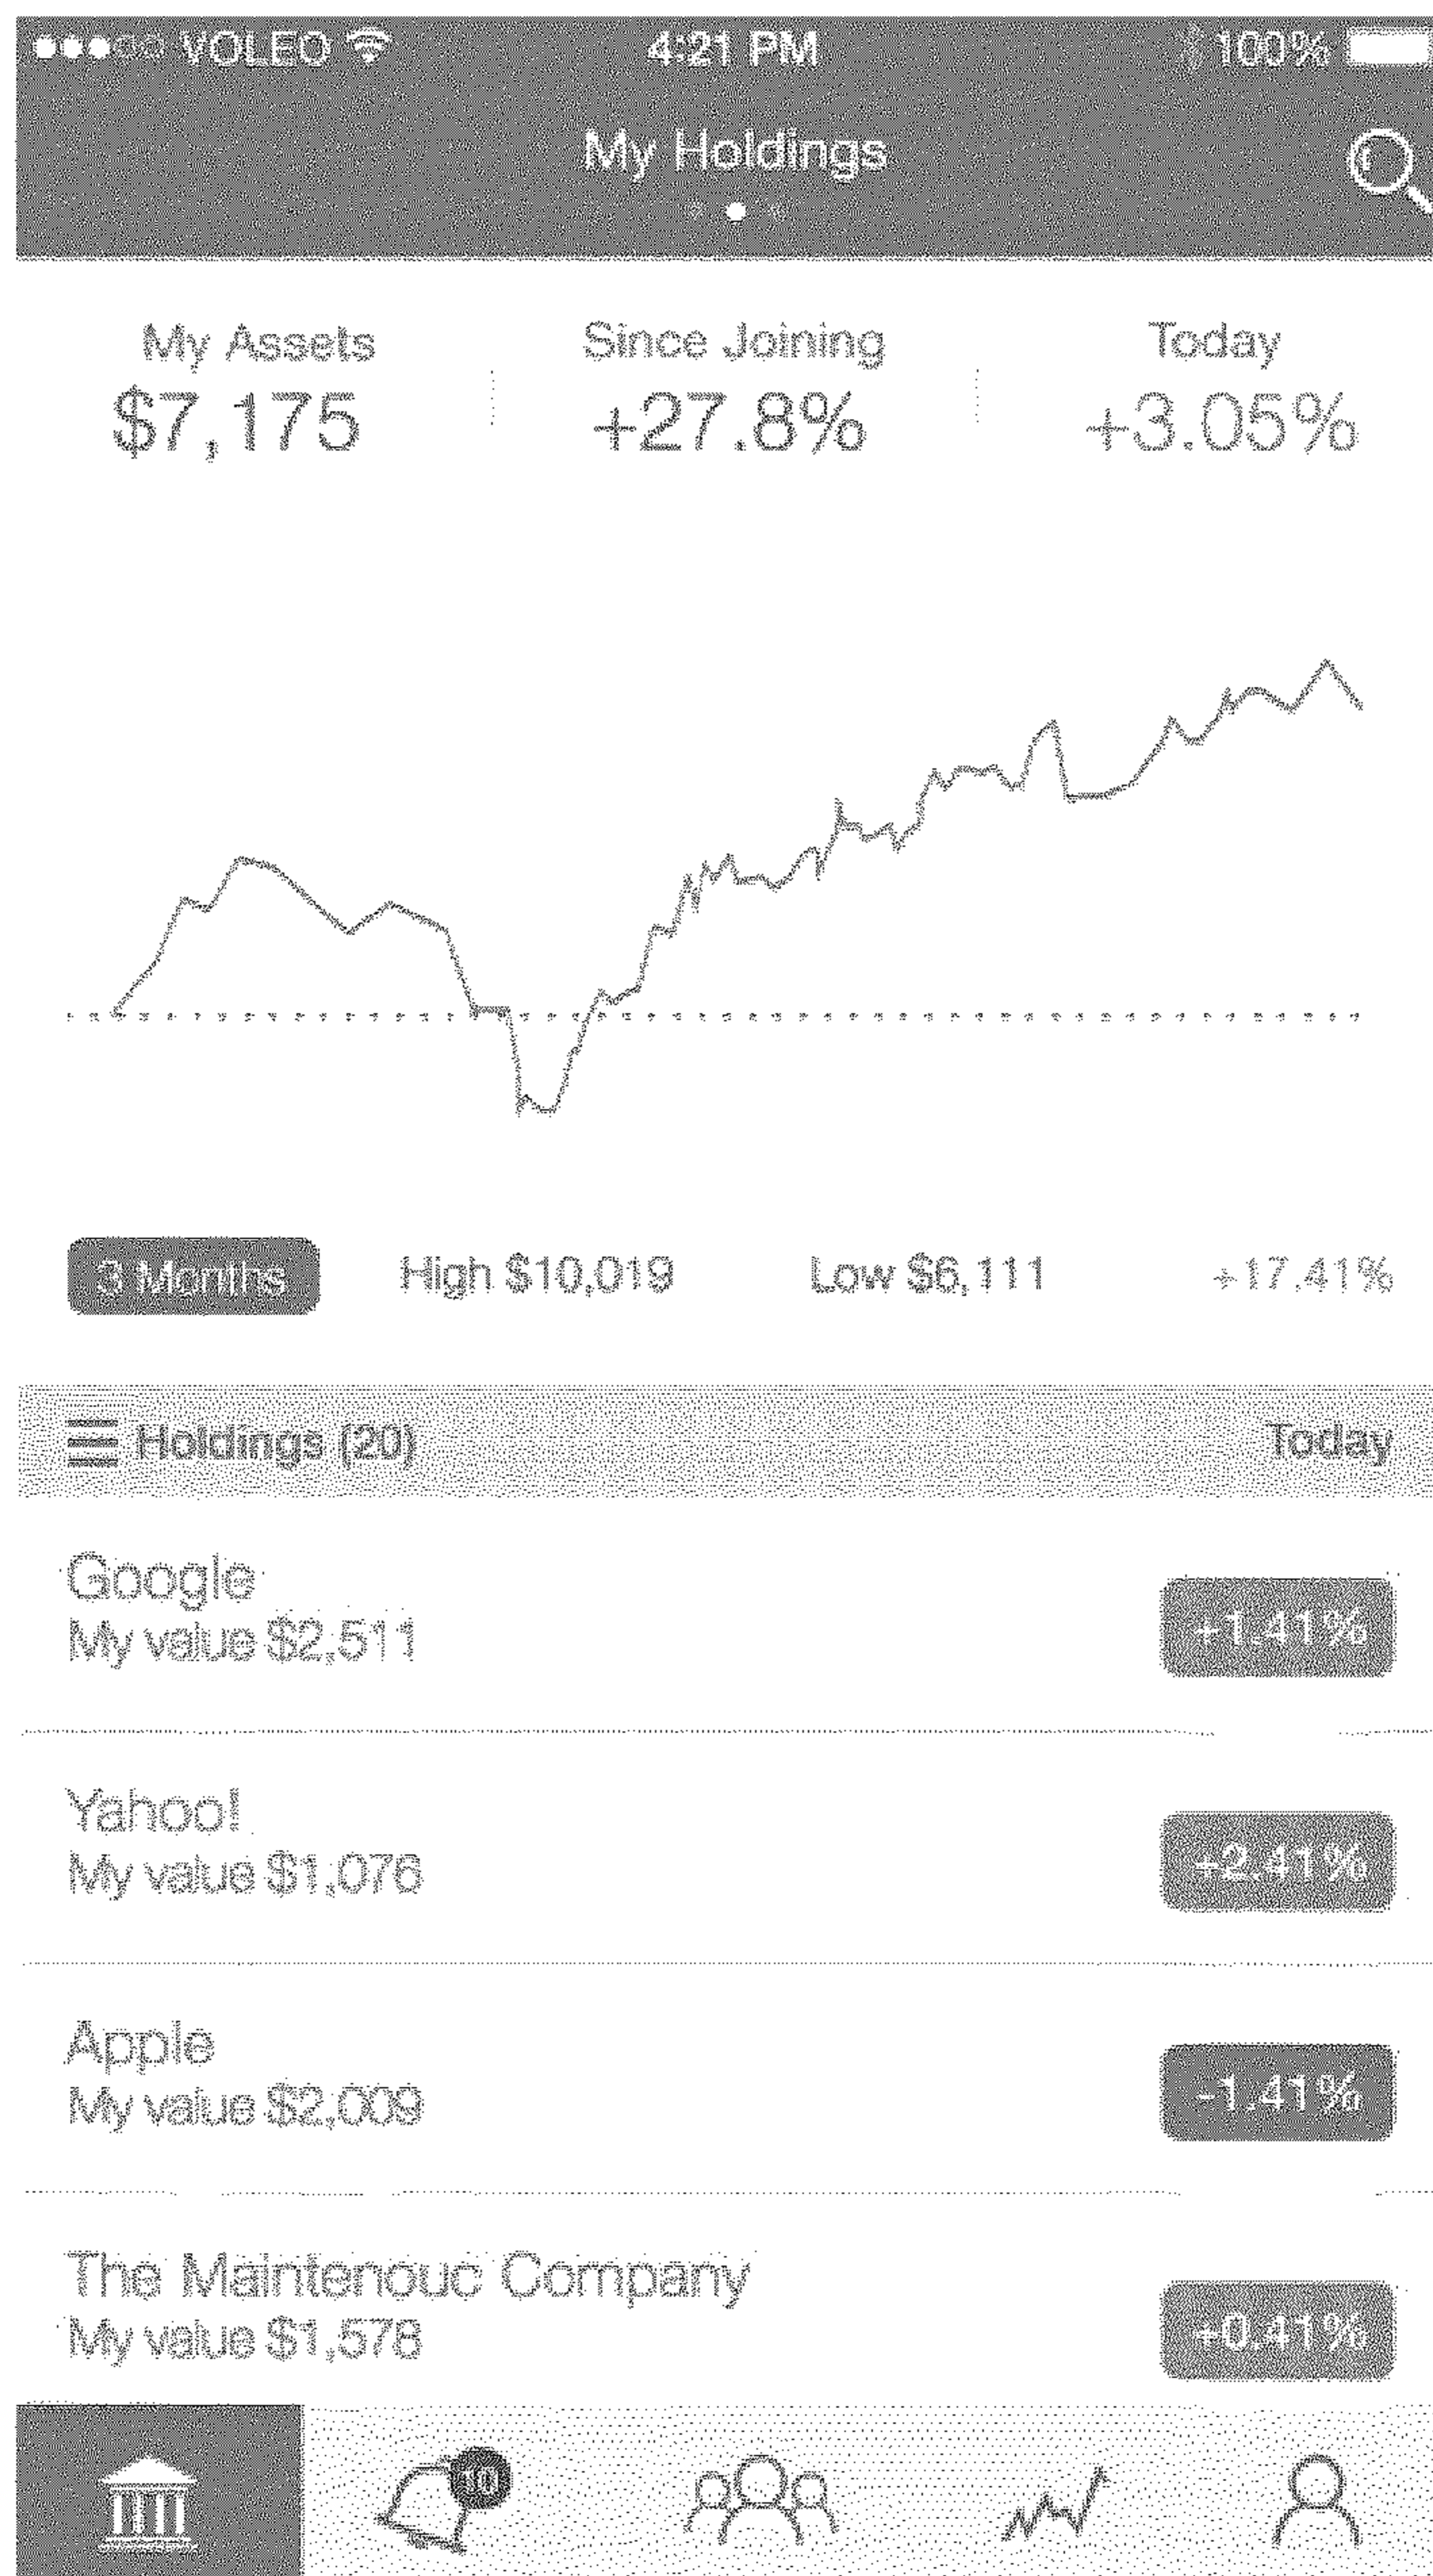 VOLEO 4:21 PM 100%
My Holdings
My Assets Since Joining Today
$7,175 +27.8% +3.05%
3 Months High $10,019 Low $6,111 +17.41%
Holdings (20) Today
Google
My value $2,511 +1.41%
Yahoo!
My value $1,076 +2.41%
Apple
My value $2,009 -1.41%
The Maintenouc Company
My value $1,578 +0.41%
10